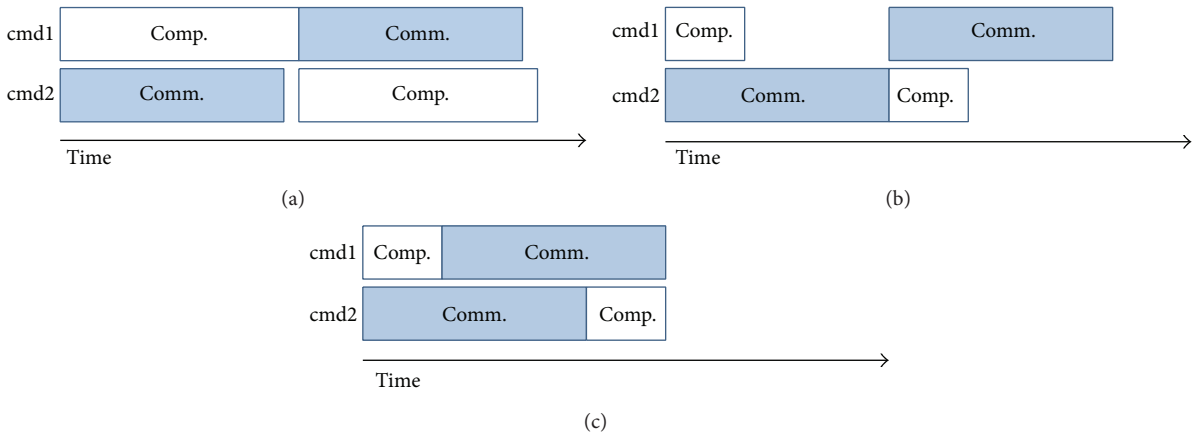 cmd1 Comp. Comm.
cmd2 Comm. Comp.
Time
(a)
cmd1 Comp. Comm.
cmd2 Comm. Comp.
Time
(b)
cmd1 Comp. Comm.
cmd2 Comm. Comp.
Time
(c)